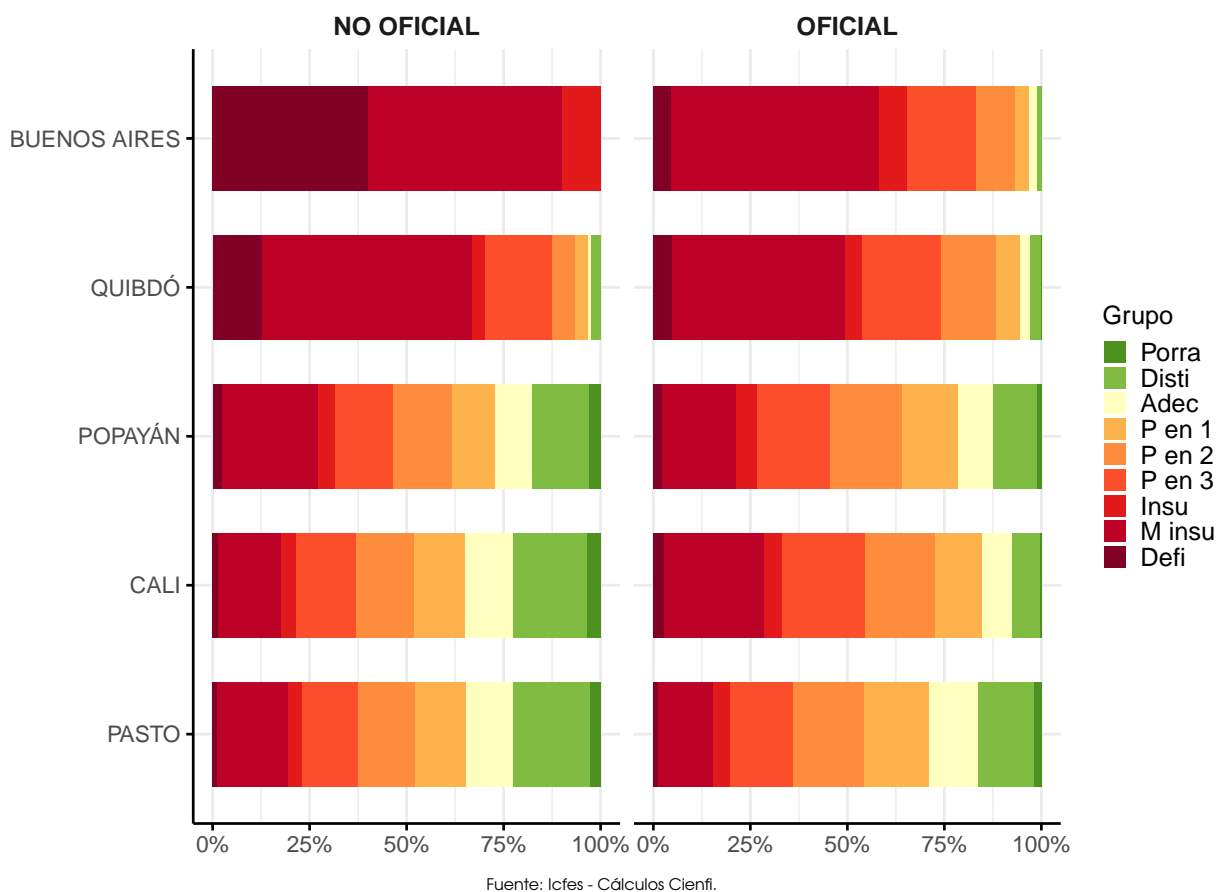 NO OFICIAL
OFICIAL
BUENOS AIRES
QUIBDÓ
POPAYÁN
CALI
PASTO
0% 25% 50% 75% 100%
0% 25% 50% 75% 100%
Grupo
Porra
Disti
Adec
P en 1
P en 2
P en 3
Insu
M insu
Defi
Fuente: Icfes - Cálculos Cienfi.